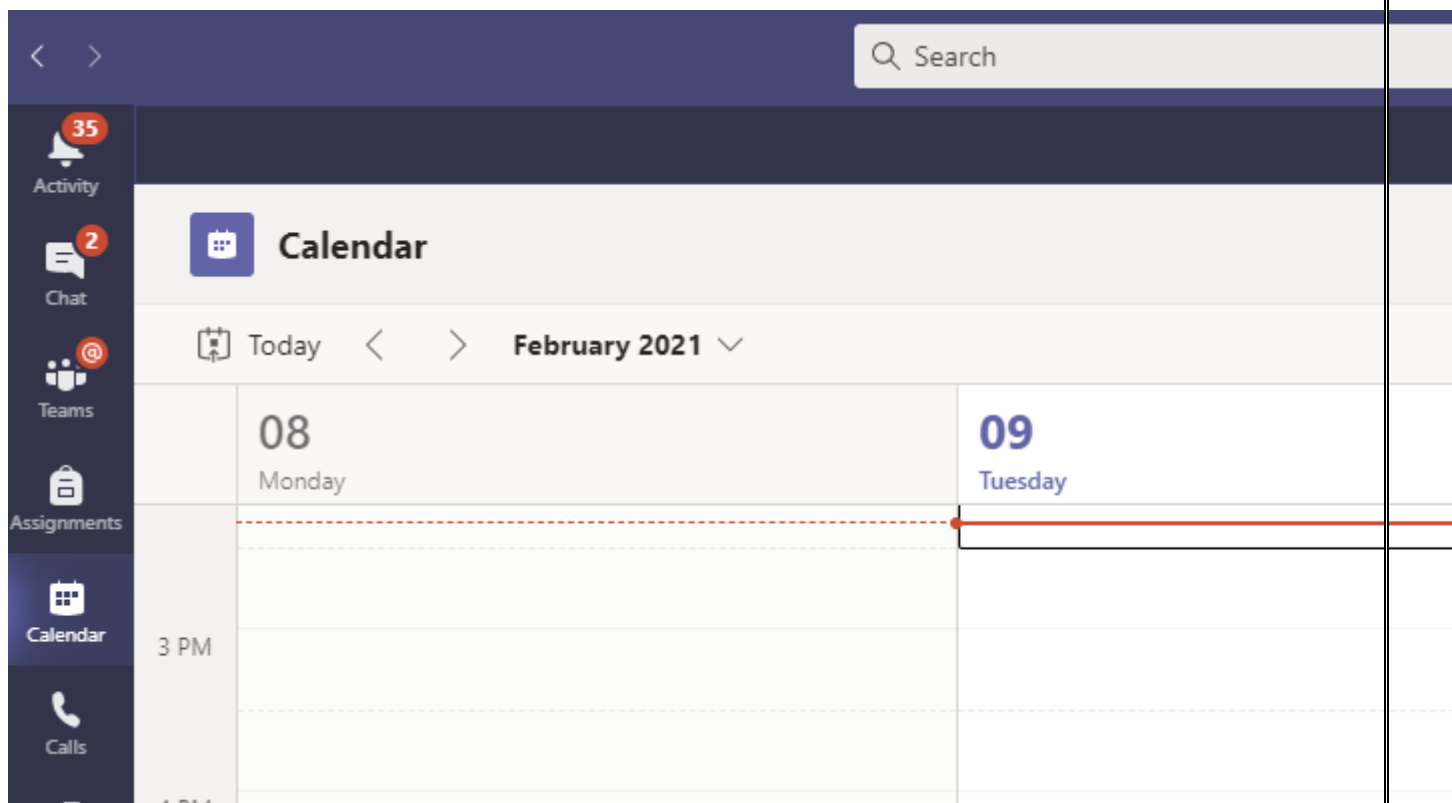 Search
35
Activity
2
Chat
@
Teams
Assignments
Calendar
Calls
Calendar
Today
February 2021
08
Monday
09
Tuesday
3 PM